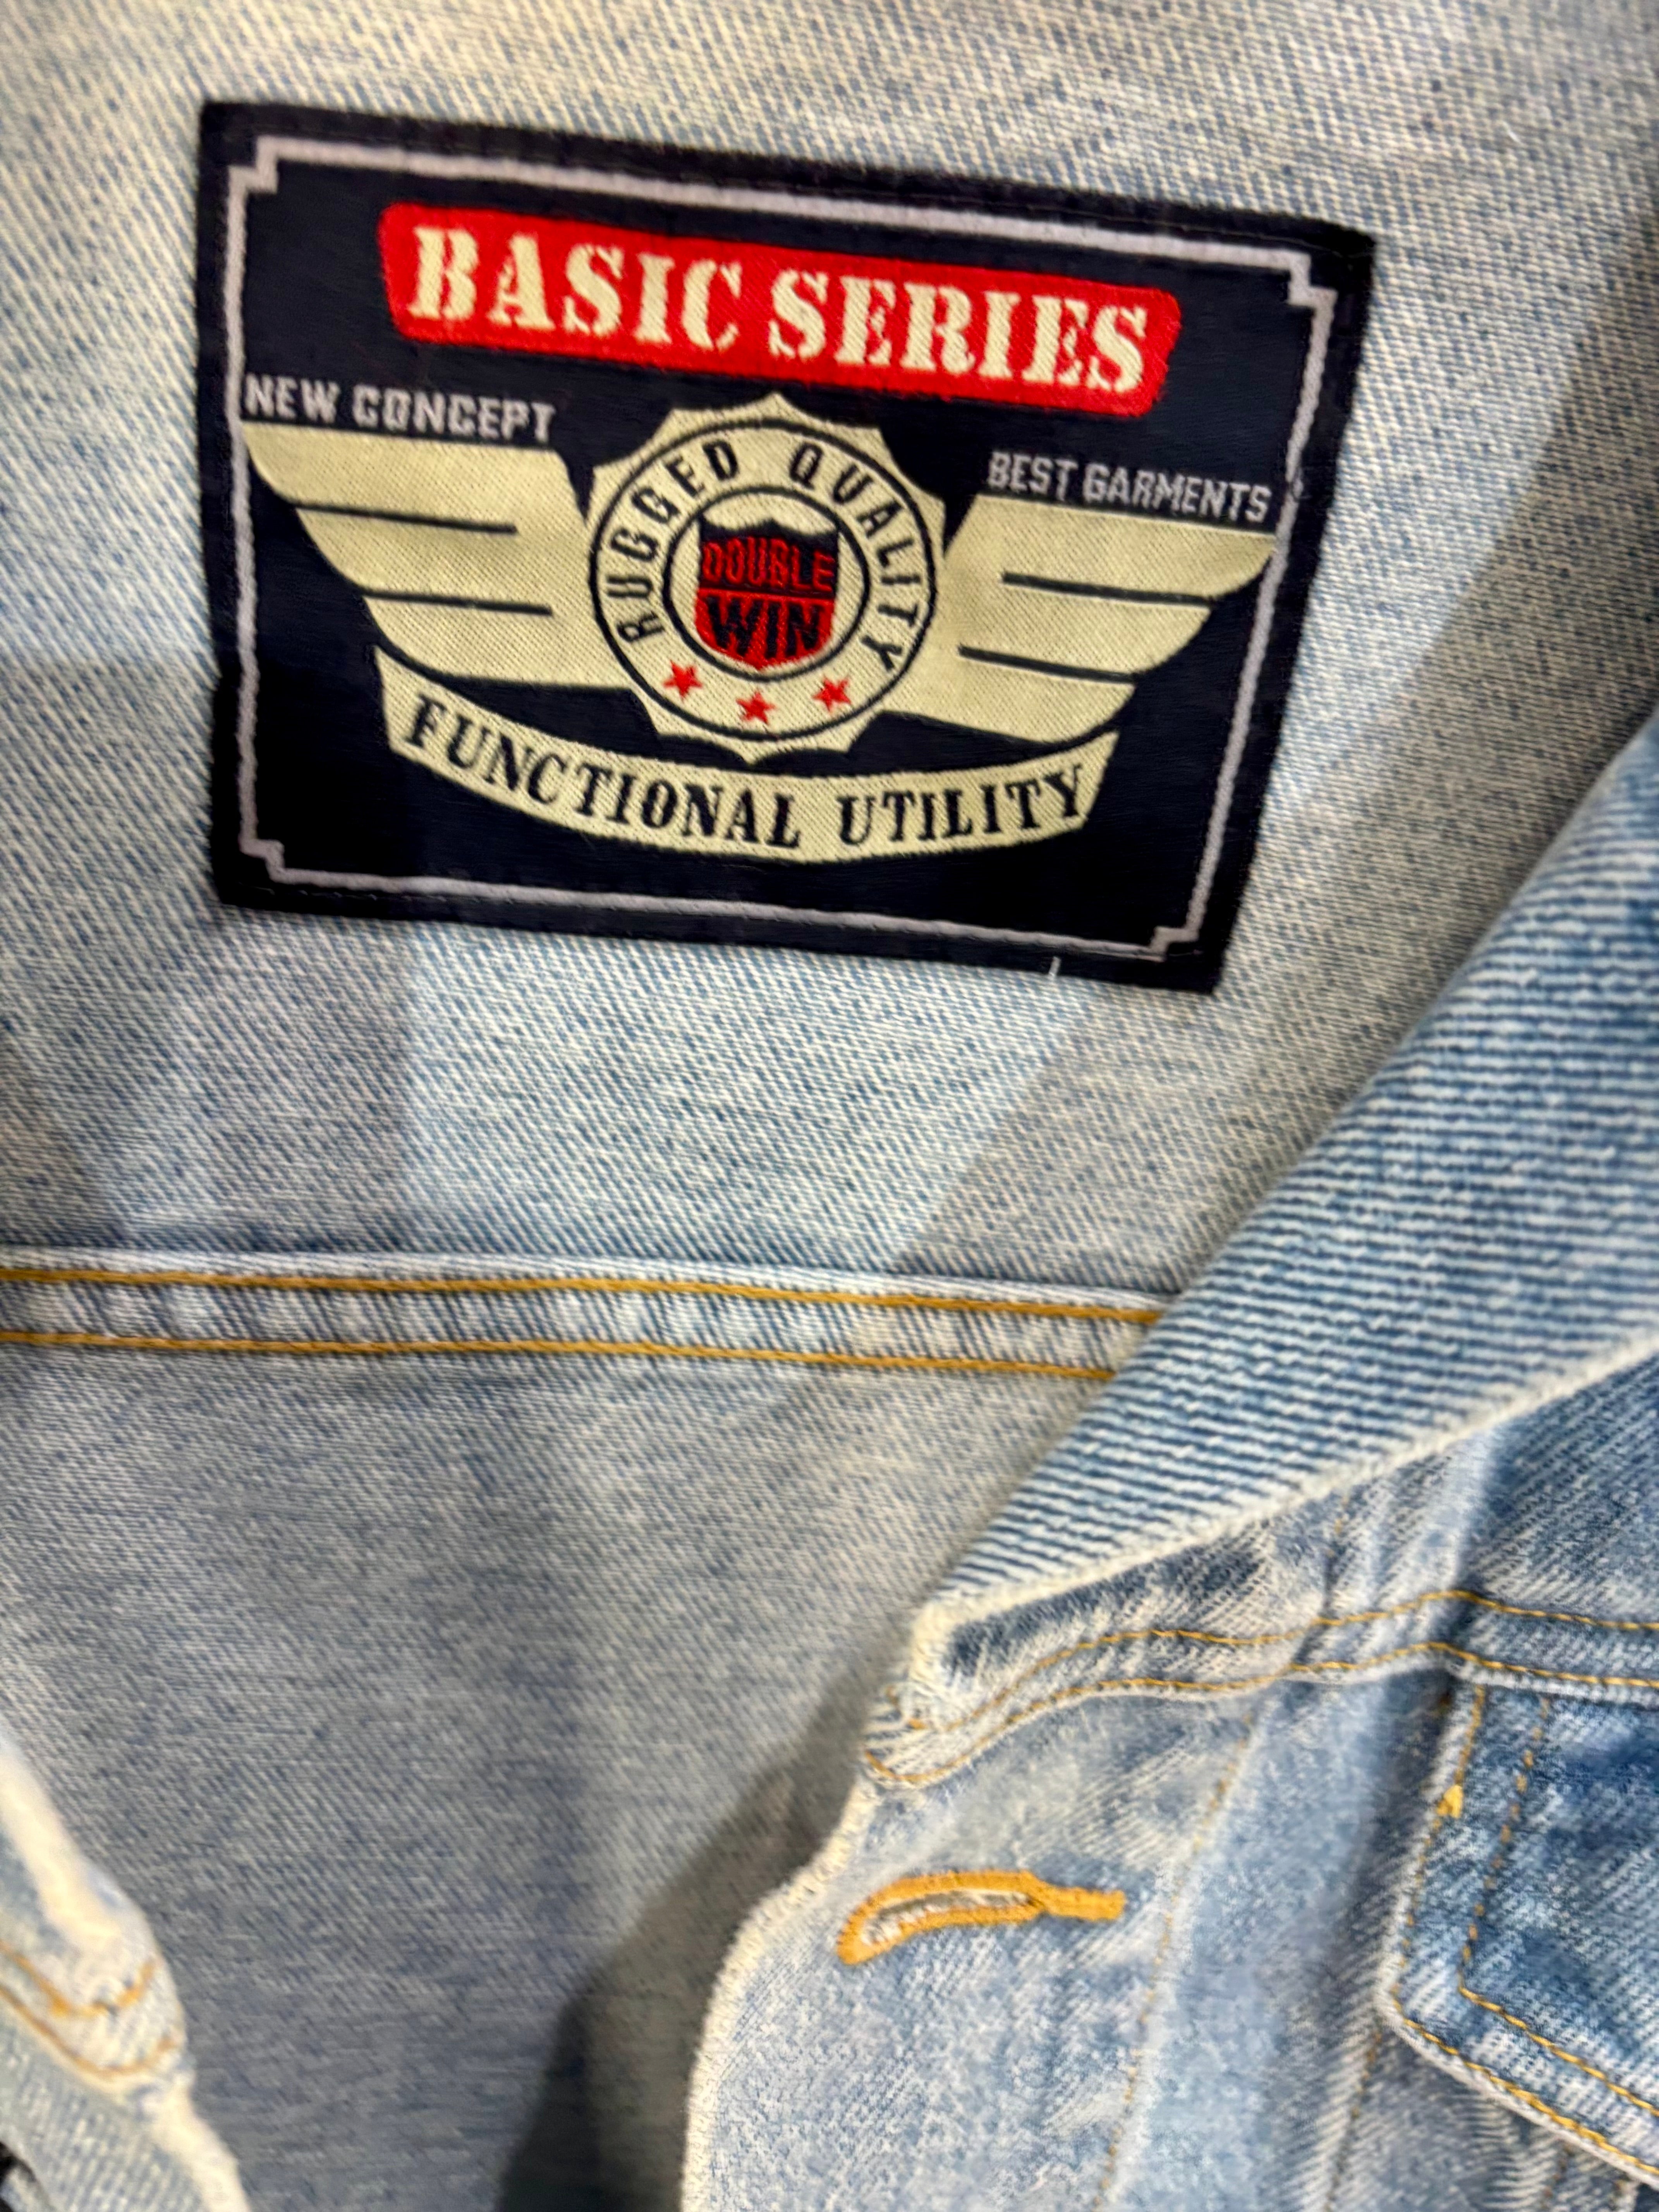 BASIC SERIES
NEW CONCEPT
BEST GARMENTS
RUGGED QUALITY
DOUBLE
WIN
FUNCTIONAL UTILITY